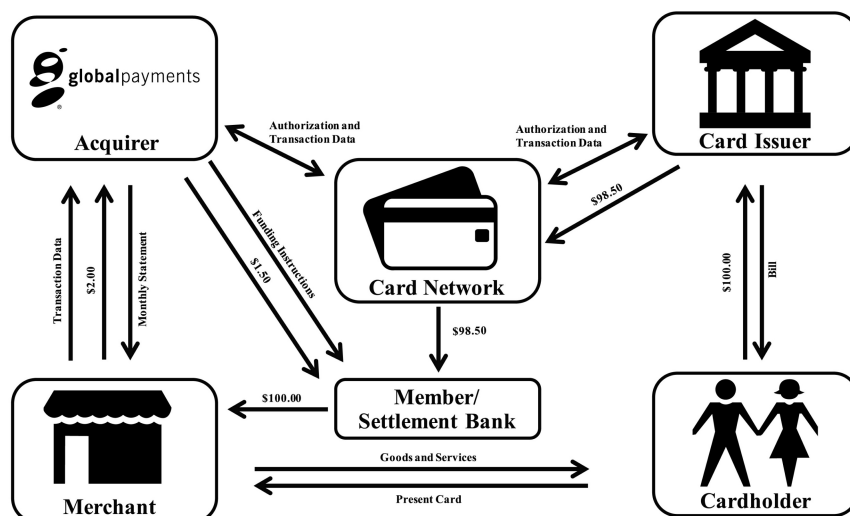 globalpayments
®
Acquirer
Card Issuer
Authorization and
Transaction Data
Authorization and
Transaction Data
$98.50
Card Network
Funding Instructions
$1.50
Transaction Data
$2.00
Monthly Statement
$100.00
Bill
$98.50
$100.00
Member/
Settlement Bank
Goods and Services
Present Card
Merchant
Cardholder